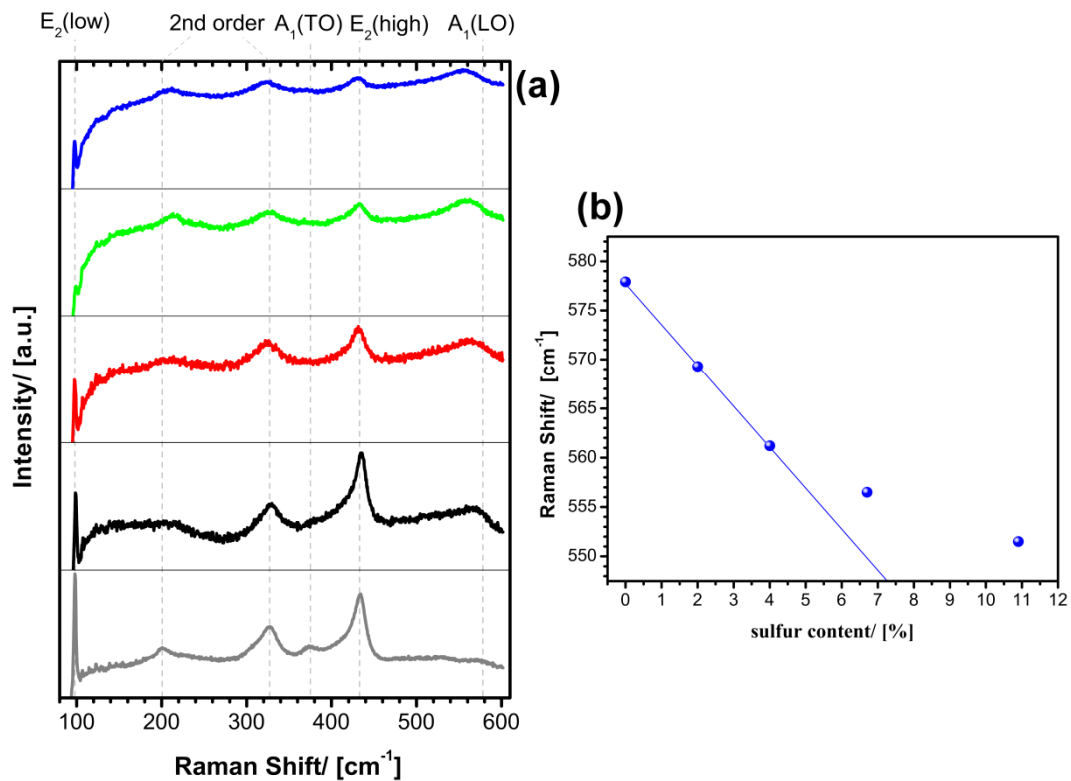 E₂(low) 2nd order A₁(TO) E₂(high) A₁(LO)
(a)
Intensity/ [a.u.]
100 200 300 400 500 600
Raman Shift/ [cm⁻¹]
(b)
580
575
570
565
560
555
550
Raman Shift/ [cm⁻¹]
0 1 2 3 4 5 6 7 8 9 10 11 12
sulfur content/ [%]